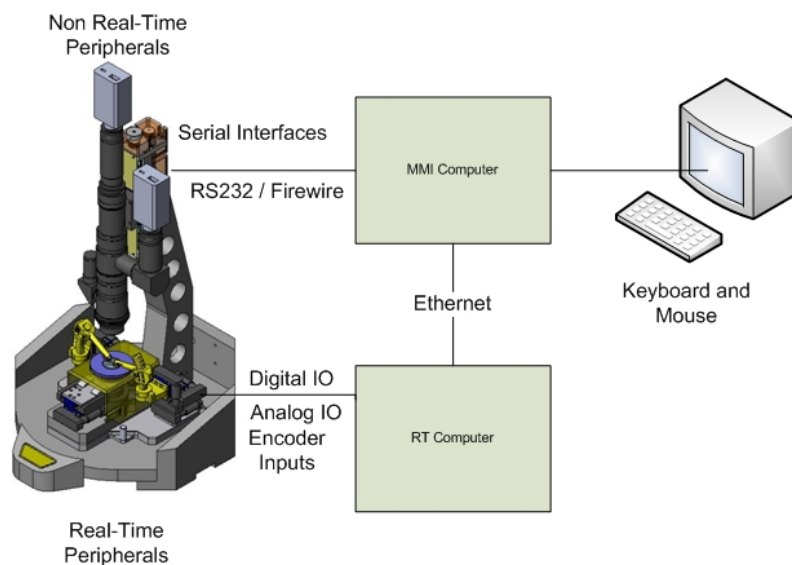 Non Real-Time
Peripherals
Serial Interfaces
RS232 / Firewire
MMI Computer
Keyboard and
Mouse
Ethernet
Digital IO
Analog IO
Encoder
Inputs
RT Computer
Real-Time
Peripherals